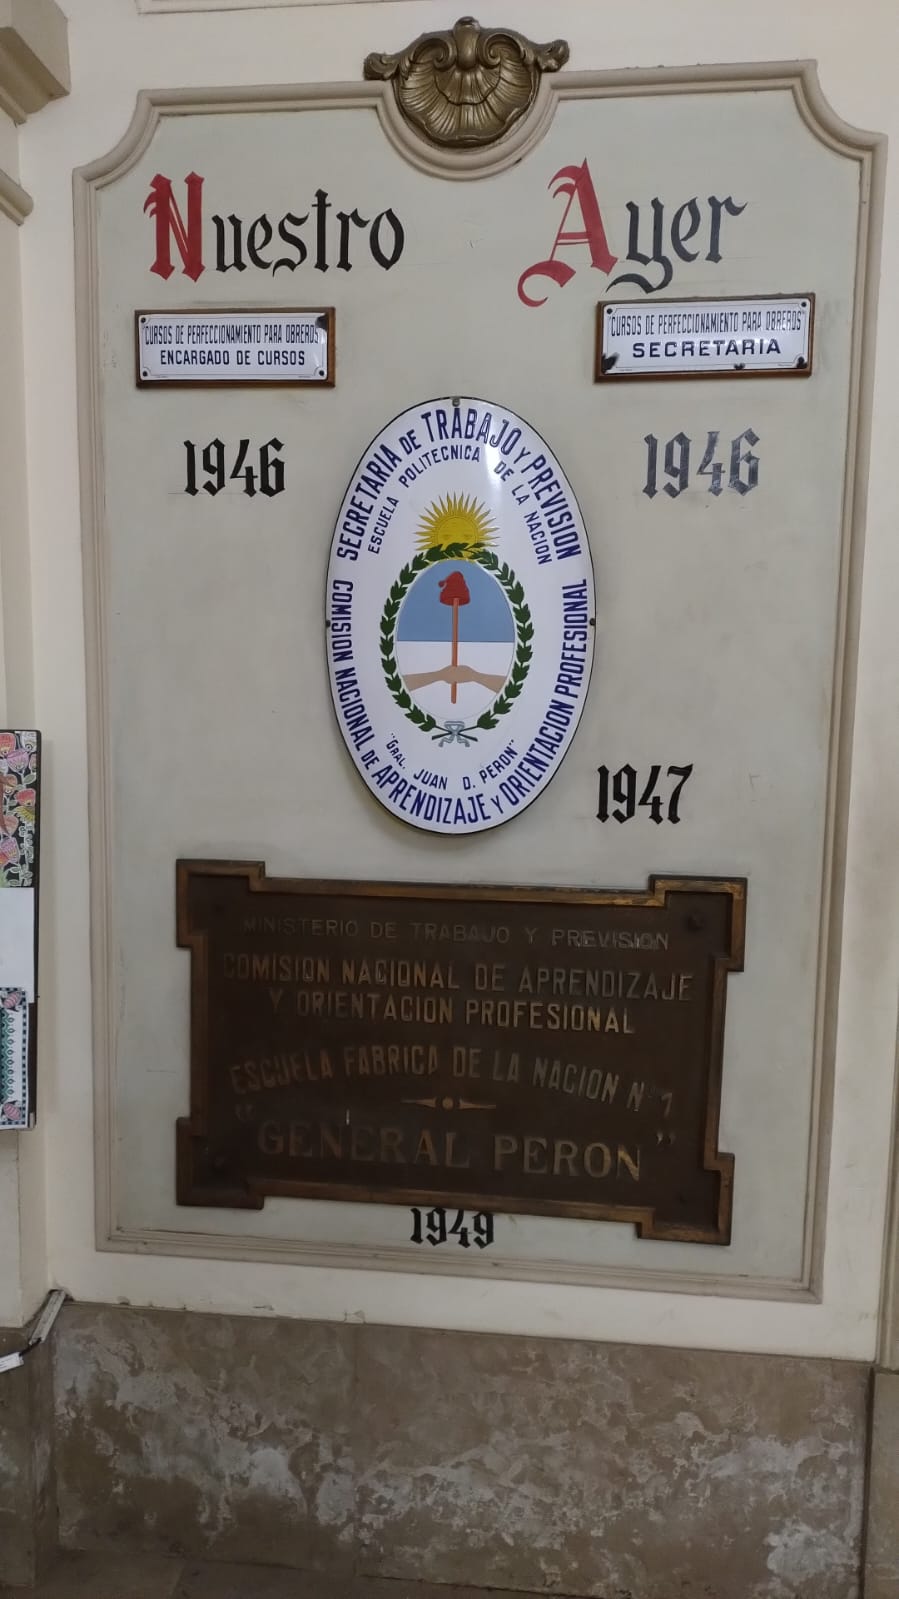 Nuestro Ayer
CURSOS DE PERFECCIONAMIENTO PARA OBREROS
ENCARGADO DE CURSOS
CURSOS DE PERFECCIONAMIENTO PARA OBREROS
SECRETARIA
1946
1946
SECRETARIA DE TRABAJO Y PREVISION
ESCUELA POLITECNICA DE LA NACION
"GRAL. JUAN D. PERON"
COMISION NACIONAL DE APRENDIZAJE Y ORIENTACION PROFESIONAL
1947
MINISTERIO DE TRABAJO Y PREVISION
COMISION NACIONAL DE APRENDIZAJE
Y ORIENTACION PROFESIONAL
ESCUELA FABRICA DE LA NACION Nº 1
"GENERAL PERON"
1949